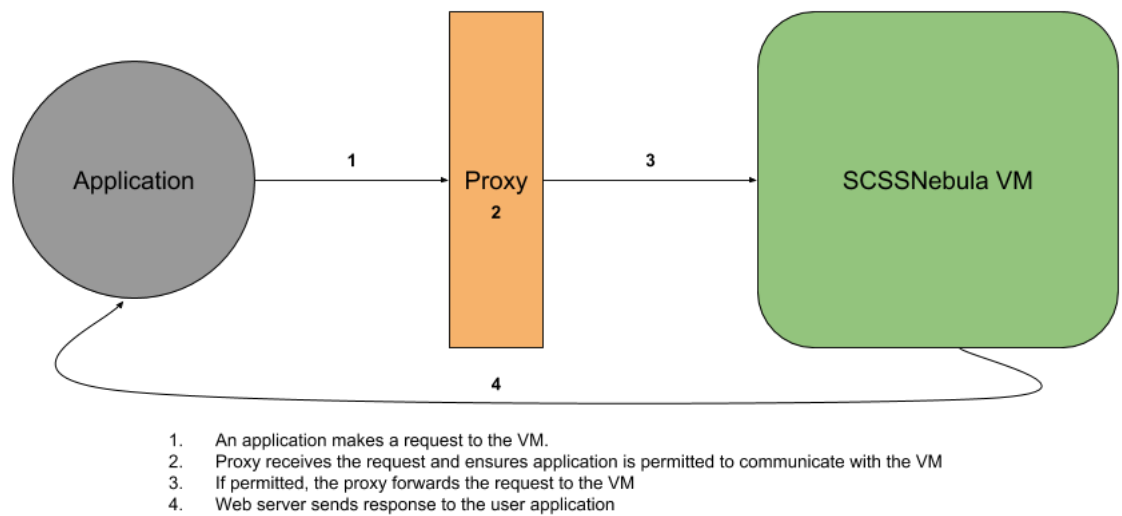 Application
1
Proxy
2
3
SCSSNebula VM
4
1. An application makes a request to the VM.
2. Proxy receives the request and ensures application is permitted to communicate with the VM
3. If permitted, the proxy forwards the request to the VM
4. Web server sends response to the user application